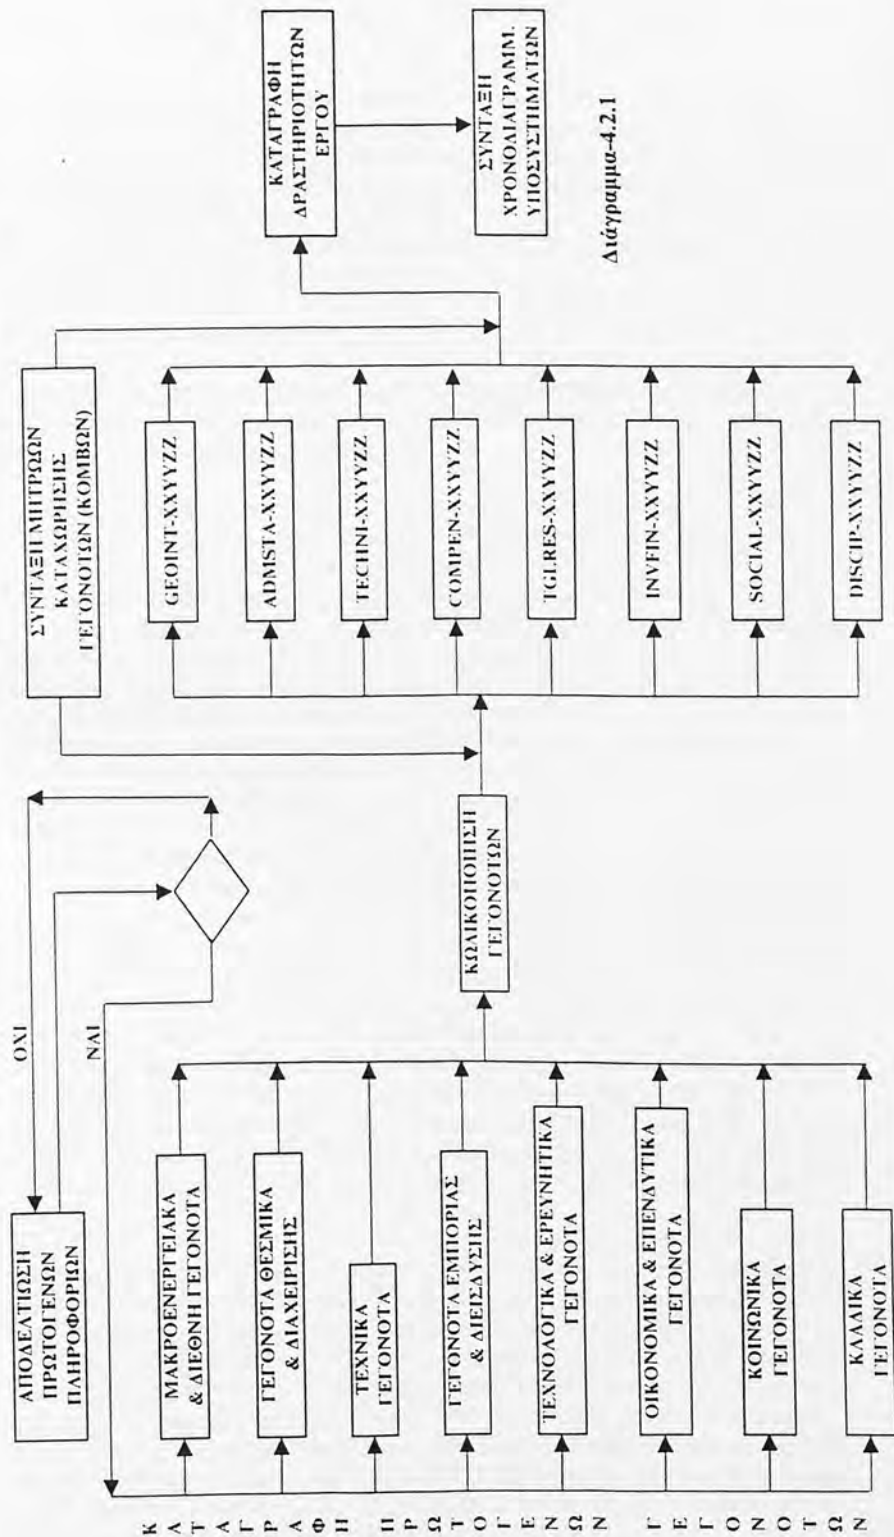 ΑΠΟΔΕΛΤΙΩΣΗ
ΠΡΩΤΟΓΕΝΩΝ
ΠΛΗΡΟΦΟΡΙΩΝ
ΟΧΙ
ΝΑΙ
ΚΑΤΑΓΡΑΦΗ ΠΡΩΤΟΓΕΝΩΝ ΓΕΓΟΝΟΤΩΝ
ΜΑΚΡΟΕΝΕΡΓΕΙΑΚΑ
& ΔΙΕΘΝΗ ΓΕΓΟΝΟΤΑ
ΓΕΓΟΝΟΤΑ ΘΕΣΜΙΚΑ
& ΔΙΑΧΕΙΡΙΣΗΣ
ΤΕΧΝΙΚΑ
ΓΕΓΟΝΟΤΑ
ΓΕΓΟΝΟΤΑ ΕΜΠΟΡΙΑΣ
& ΔΙΕΙΣΔΥΣΗΣ
ΤΕΧΝΟΛΟΓΙΚΑ & ΕΡΕΥΝΗΤΙΚΑ
ΓΕΓΟΝΟΤΑ
ΟΙΚΟΝΟΜΙΚΑ & ΕΠΕΝΔΥΤΙΚΑ
ΓΕΓΟΝΟΤΑ
ΚΟΙΝΩΝΙΚΑ
ΓΕΓΟΝΟΤΑ
ΚΛΑΔΙΚΑ
ΓΕΓΟΝΟΤΑ
ΚΩΔΙΚΟΠΟΙΗΣΗ
ΓΕΓΟΝΟΤΩΝ
ΣΥΝΤΑΞΗ ΜΗΤΡΩΩΝ
ΚΑΤΑΧΩΡΗΣΗΣ
ΓΕΓΟΝΟΤΩΝ (ΚΟΜΒΩΝ)
GEOINT-XXYYZZ
ADMSTA-XXYYZZ
TECHNI-XXYYZZ
COMPEN-XXYYZZ
TGLRES-XXYYZZ
INVFIN-XXYYZZ
SOCIAL-XXYYZZ
DISCIP-XXYYZZ
ΚΑΤΑΓΡΑΦΗ
ΔΡΑΣΤΗΡΙΟΤΗΤΩΝ
ΕΡΓΟΥ
ΣΥΝΤΑΞΗ
ΧΡΟΝΟΔΙΑΓΡΑΜΜ.
ΥΠΟΣΥΣΤΗΜΑΤΩΝ
Διάγραμμα-4.2.1